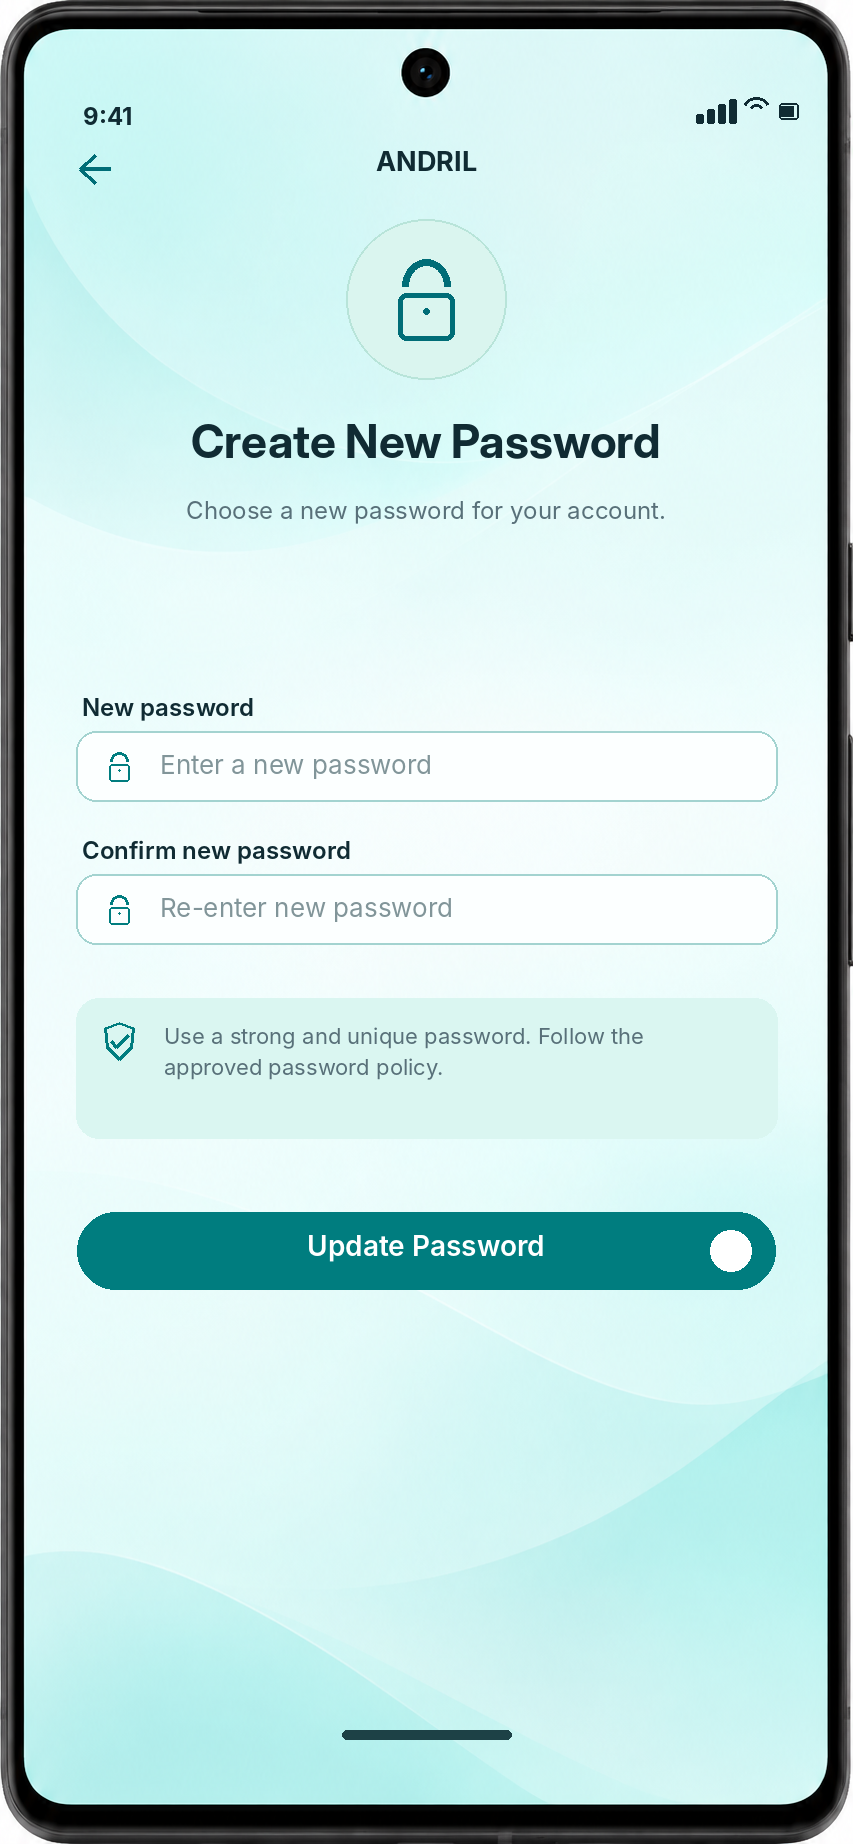 9:41
ANDRIL
Create New Password
Choose a new password for your account.
New password
Enter a new password
Confirm new password
Re-enter new password
Use a strong and unique password. Follow the
approved password policy.
Update Password